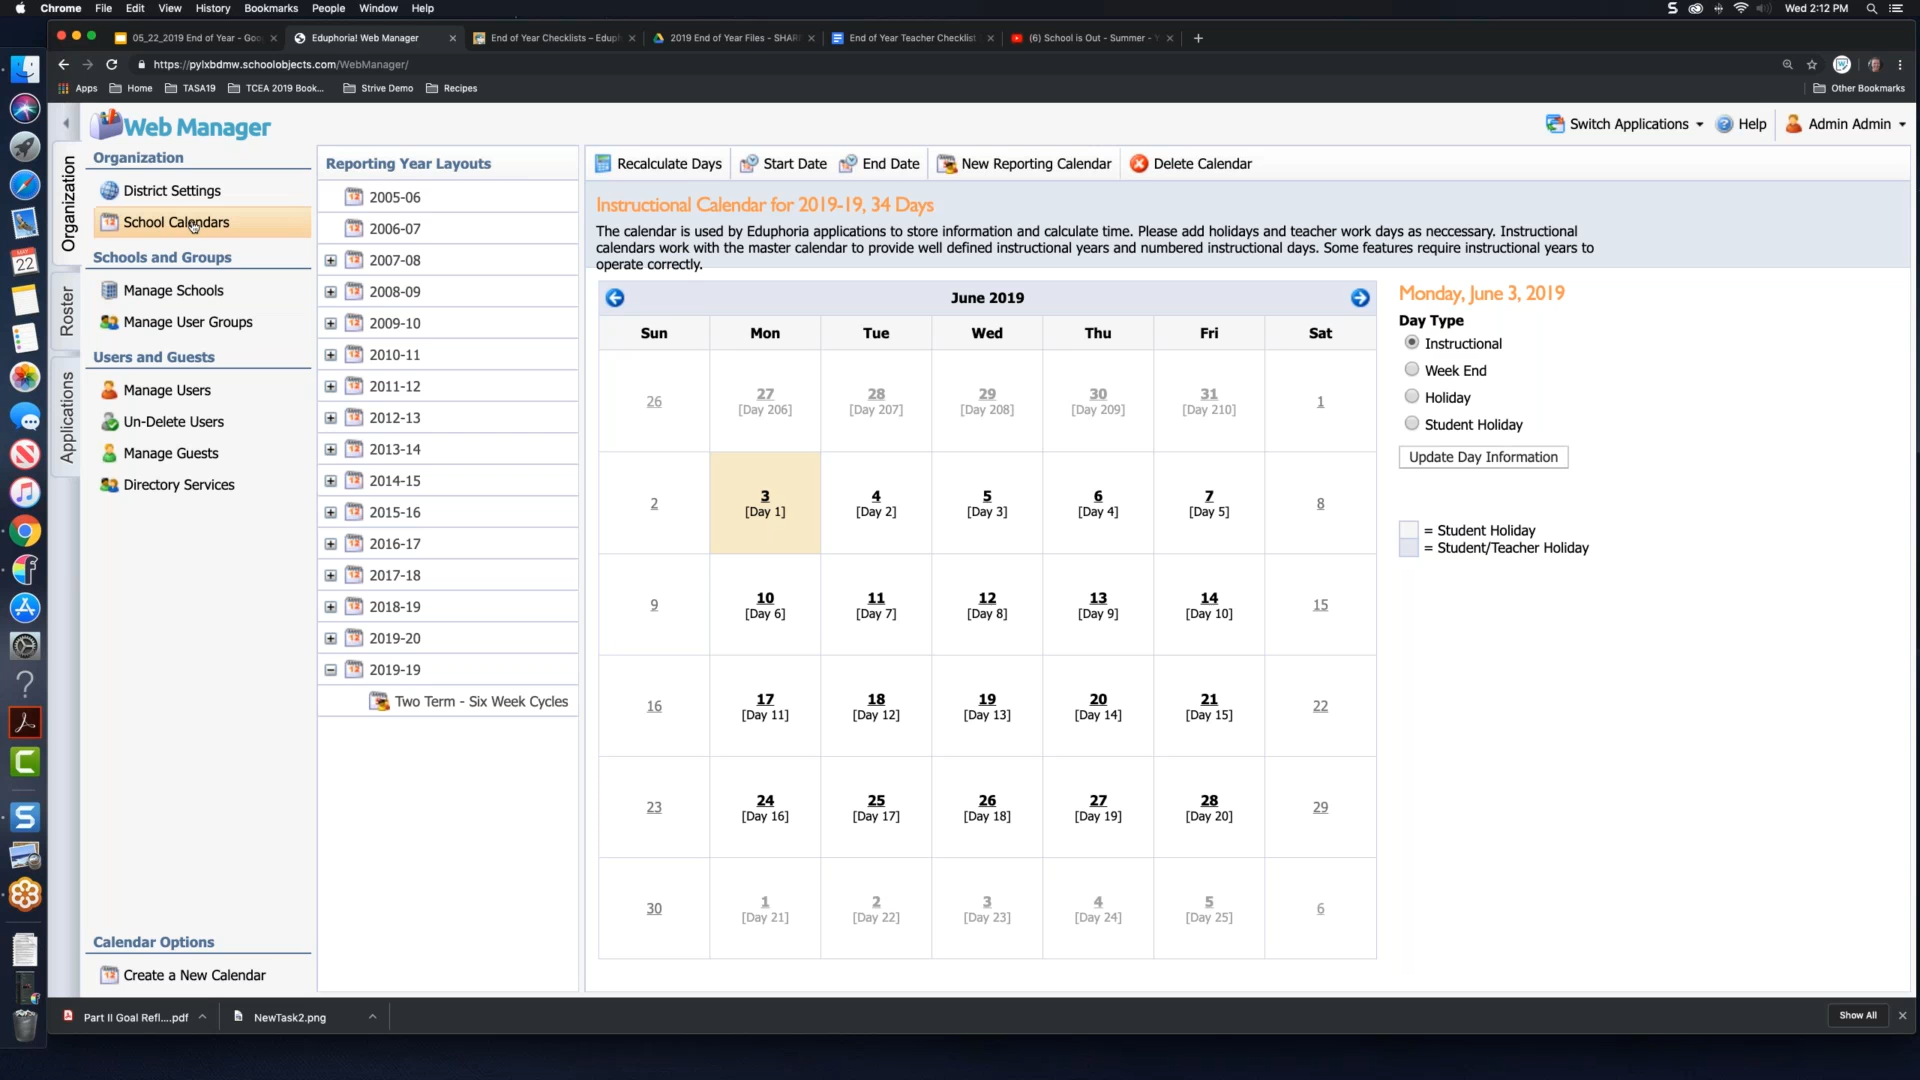 Chrome File Edit View History Bookmarks People Window Help
Wed 2:12 PM
05_22_2019 End of Year - Goo
Eduphoria! Web Manager
End of Year Checklists – Eduph
2019 End of Year Files - SHAR
End of Year Teacher Checklist
(6) School is Out - Summer - Y
https://pylxbdmw.schoolobjects.com/WebManager/
Apps Home TASA19 TCEA 2019 Book... Strive Demo Recipes Other Bookmarks
Web Manager
Switch Applications Help Admin Admin
Organization
Roster
Applications
Organization
District Settings
School Calendars
Schools and Groups
Manage Schools
Manage User Groups
Users and Guests
Manage Users
Un-Delete Users
Manage Guests
Directory Services
Calendar Options
Create a New Calendar
Reporting Year Layouts
2005-06
2006-07
2007-08
2008-09
2009-10
2010-11
2011-12
2012-13
2013-14
2014-15
2015-16
2016-17
2017-18
2018-19
2019-20
2019-19
Two Term - Six Week Cycles
Recalculate Days Start Date End Date New Reporting Calendar Delete Calendar
Instructional Calendar for 2019-19, 34 Days
The calendar is used by Eduphoria applications to store information and calculate time. Please add holidays and teacher work days as neccessary. Instructional
calendars work with the master calendar to provide well defined instructional years and numbered instructional days. Some features require instructional years to
operate correctly.
June 2019
Sun Mon Tue Wed Thu Fri Sat
26 27 28 29 30 31 1
[Day 206] [Day 207] [Day 208] [Day 209] [Day 210]
2 3 4 5 6 7 8
[Day 1] [Day 2] [Day 3] [Day 4] [Day 5]
9 10 11 12 13 14 15
[Day 6] [Day 7] [Day 8] [Day 9] [Day 10]
16 17 18 19 20 21 22
[Day 11] [Day 12] [Day 13] [Day 14] [Day 15]
23 24 25 26 27 28 29
[Day 16] [Day 17] [Day 18] [Day 19] [Day 20]
30 1 2 3 4 5 6
[Day 21] [Day 22] [Day 23] [Day 24] [Day 25]
Monday, June 3, 2019
Day Type
Instructional
Week End
Holiday
Student Holiday
Update Day Information
= Student Holiday
= Student/Teacher Holiday
MAY
22
Part II Goal Refl....pdf
NewTask2.png
Show All